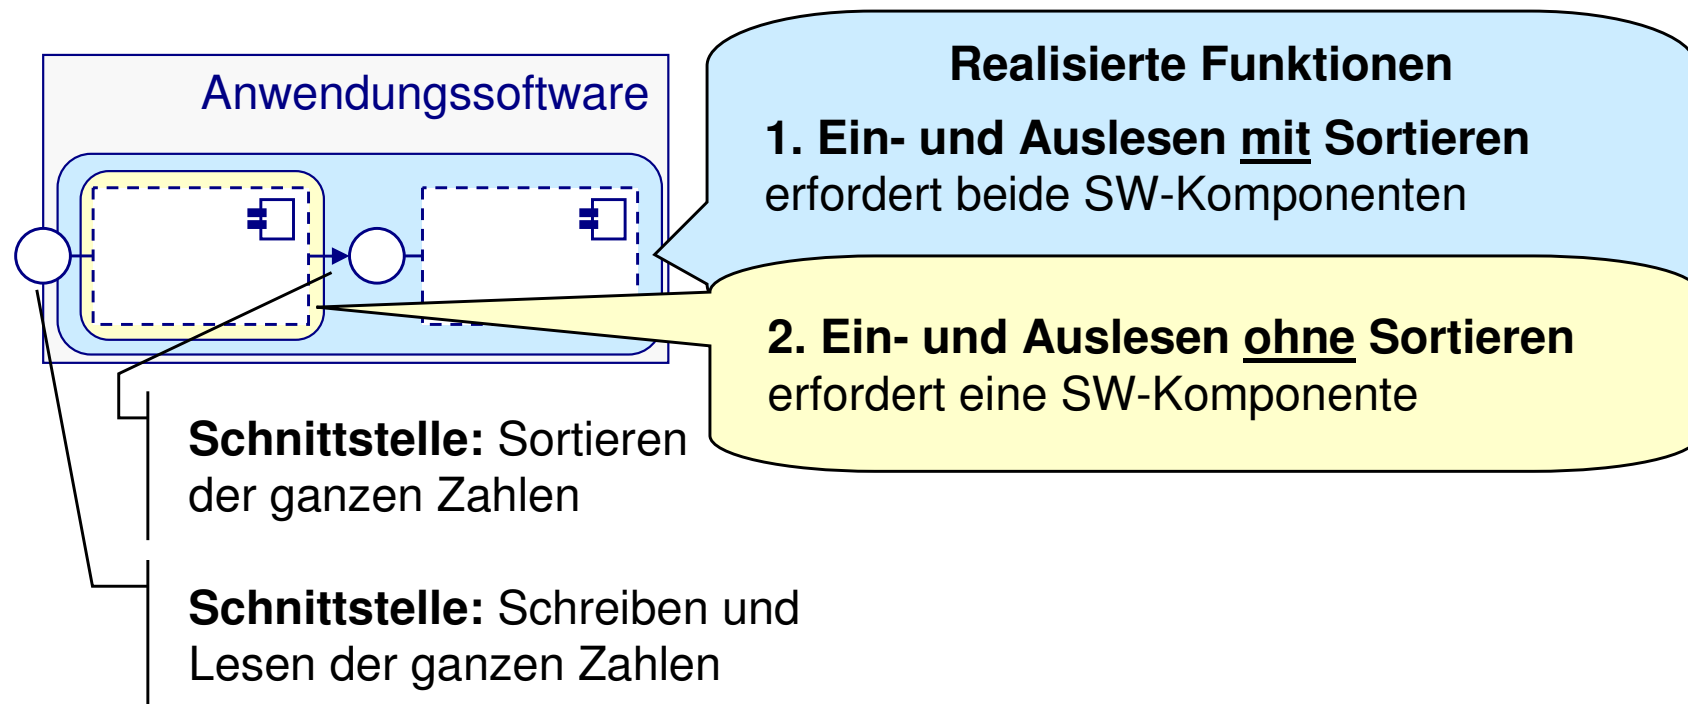 Anwendungssoftware
Realisierte Funktionen
1. Ein- und Auslesen mit Sortieren
erfordert beide SW-Komponenten
2. Ein- und Auslesen ohne Sortieren
erfordert eine SW-Komponente
Schnittstelle: Sortieren
der ganzen Zahlen
Schnittstelle: Schreiben und
Lesen der ganzen Zahlen